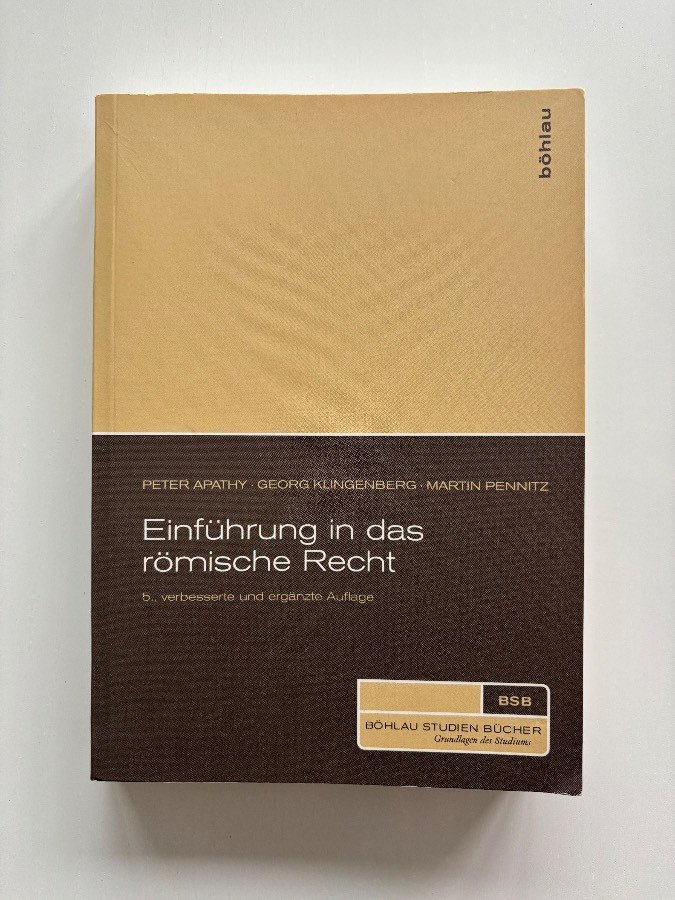 böhlau
PETER APATHY · GEORG KLINGENBERG · MARTIN PENNITZ
Einführung in das
römische Recht
5., verbesserte und ergänzte Auflage
BSB
BÖHLAU STUDIEN BÜCHER
Grundlagen des Studiums